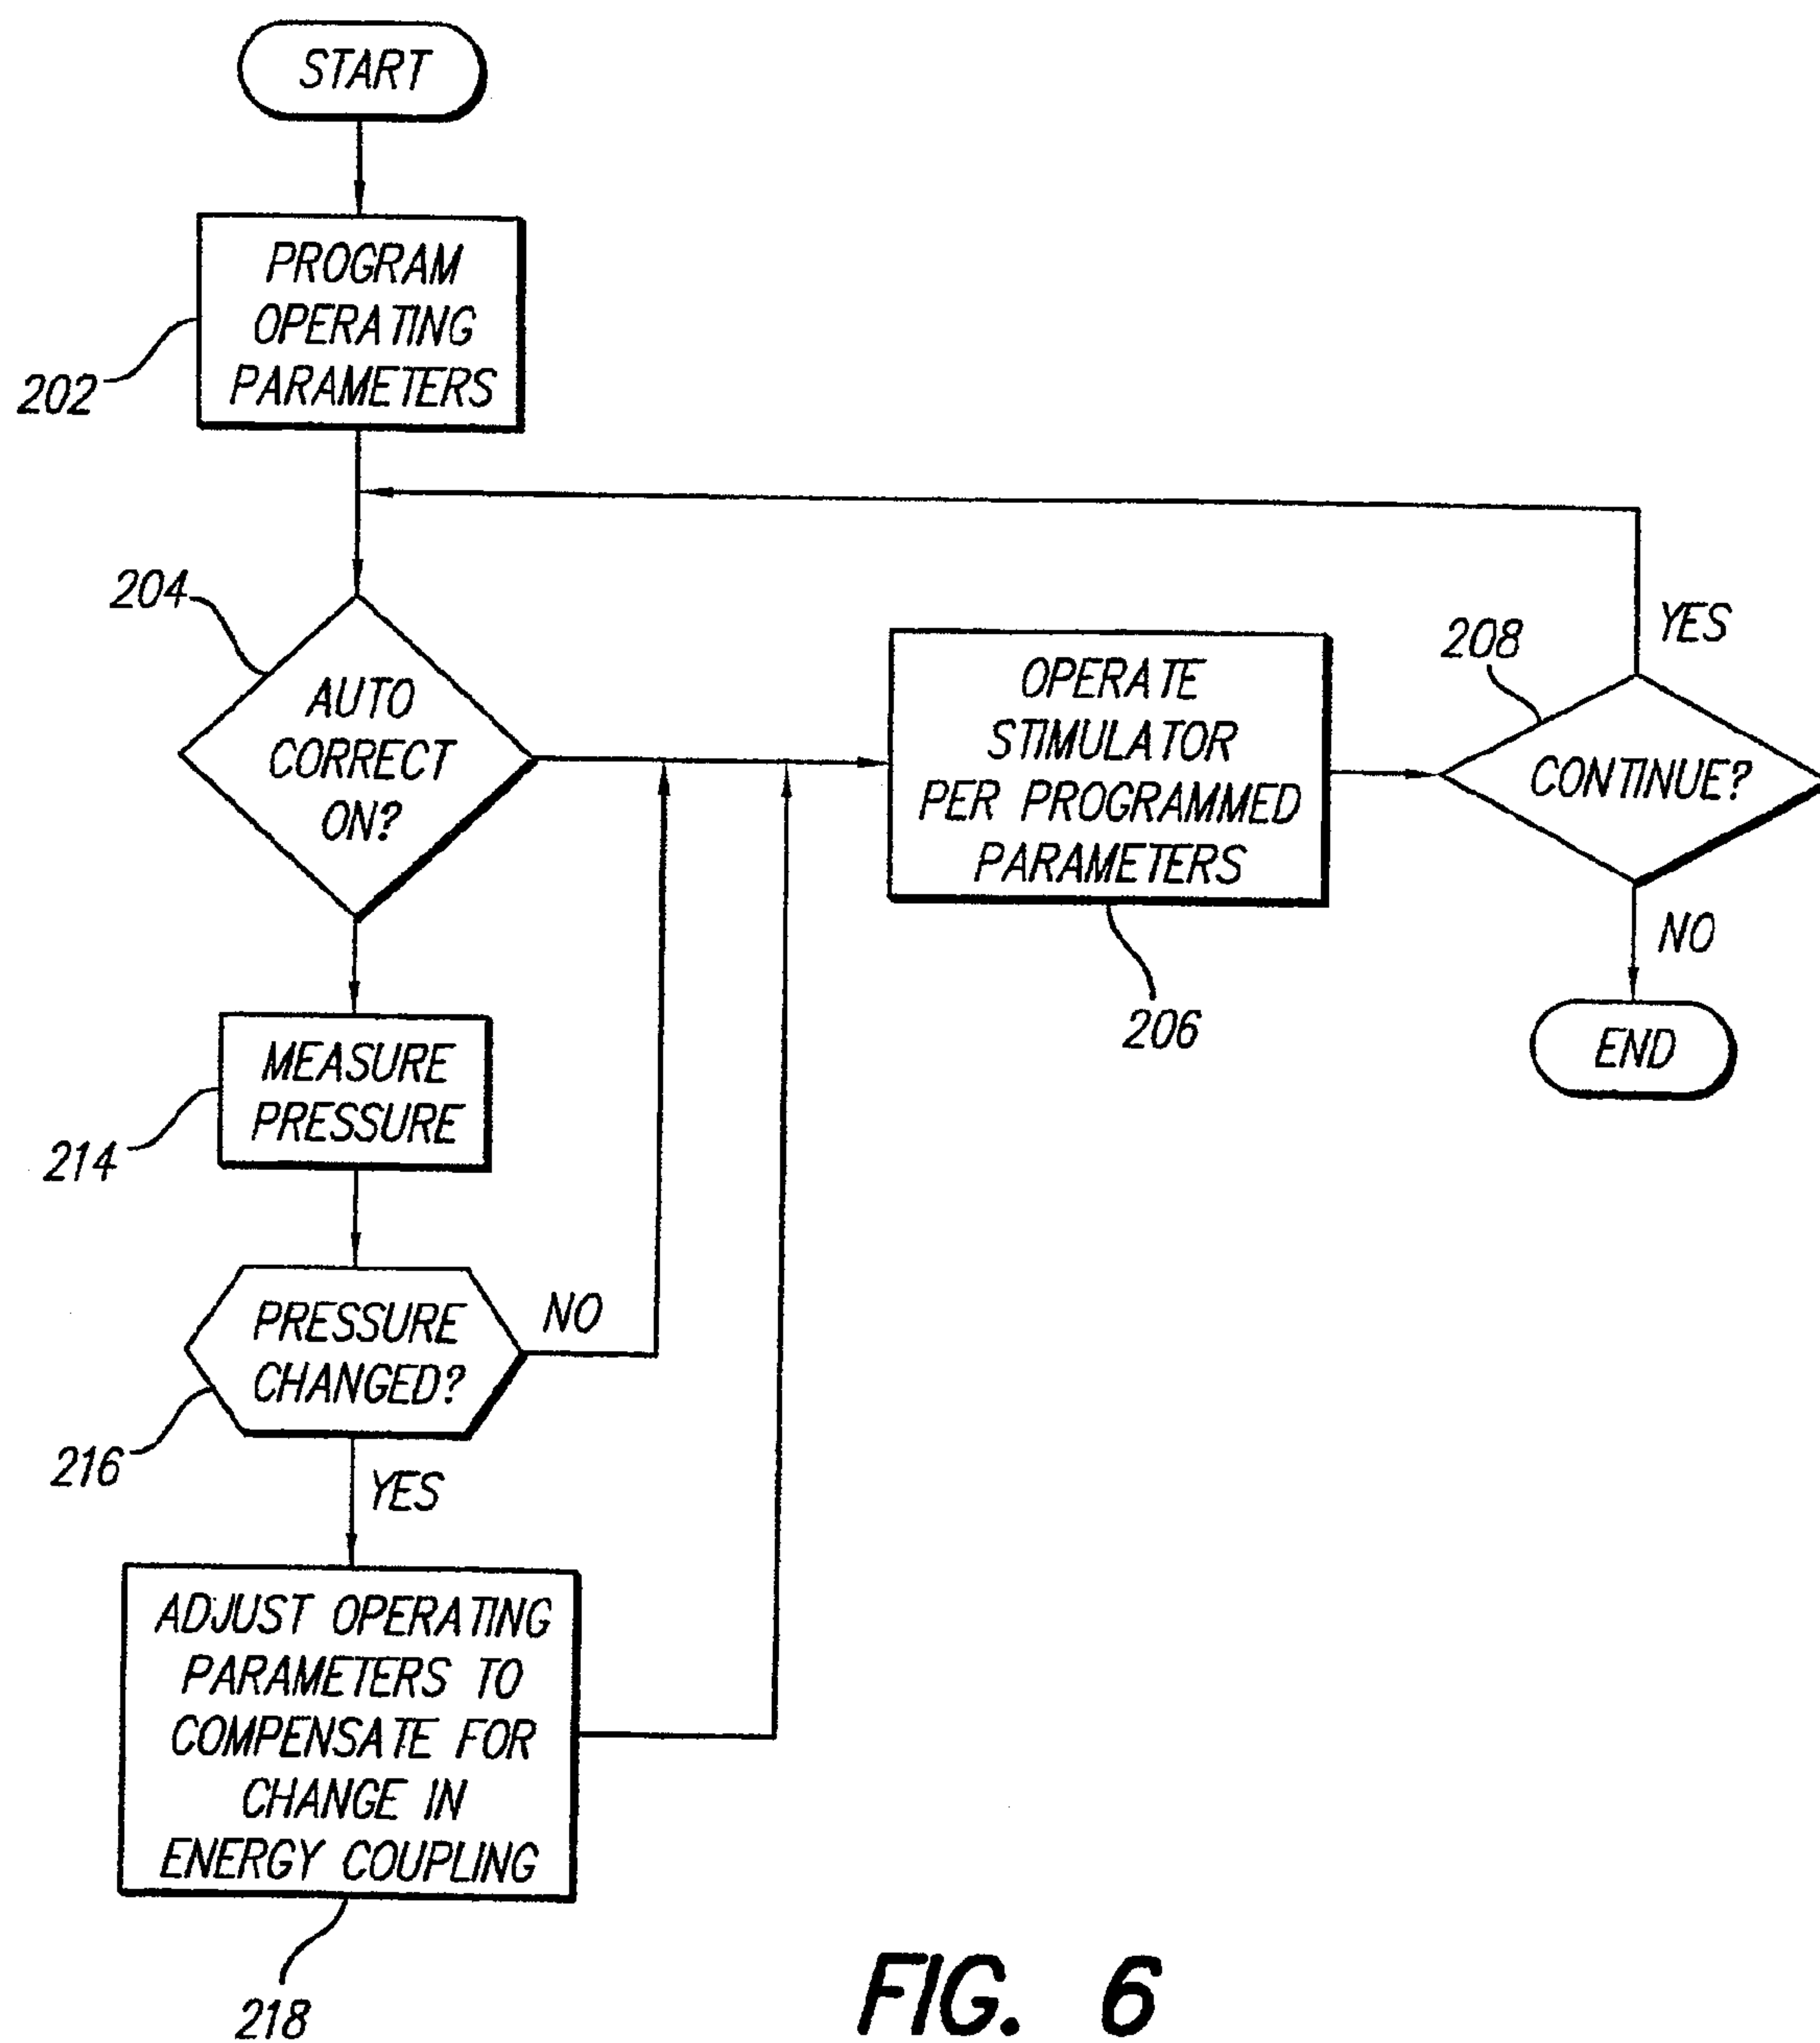 START
PROGRAM
OPERATING
PARAMETERS
202
204
AUTO
CORRECT
ON?
OPERATE
STIMULATOR
PER PROGRAMMED
PARAMETERS
206
208
YES
CONTINUE?
NO
END
MEASURE
PRESSURE
214
PRESSURE
CHANGED?
NO
216
YES
ADJUST OPERATING
PARAMETERS TO
COMPENSATE FOR
CHANGE IN
ENERGY COUPLING
218
FIG. 6